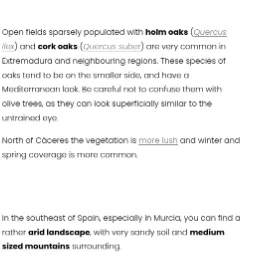 Open fields sparsely populated with holm oaks (Quercus
ilex) and cork oaks (Quercus suber) are very common in
Extremadura and neighbouring regions. These species of
oaks tend to be on the smaller side, and have a
Mediterranean look. Be careful not to confuse them with
olive trees, as they can look superficially similar to the
untrained eye.
North of Cáceres the vegetation is more lush and winter and
spring coverage is more common.
In the southeast of Spain, especially in Murcia, you can find a
rather arid landscape, with very sandy soil and medium
sized mountains surrounding.